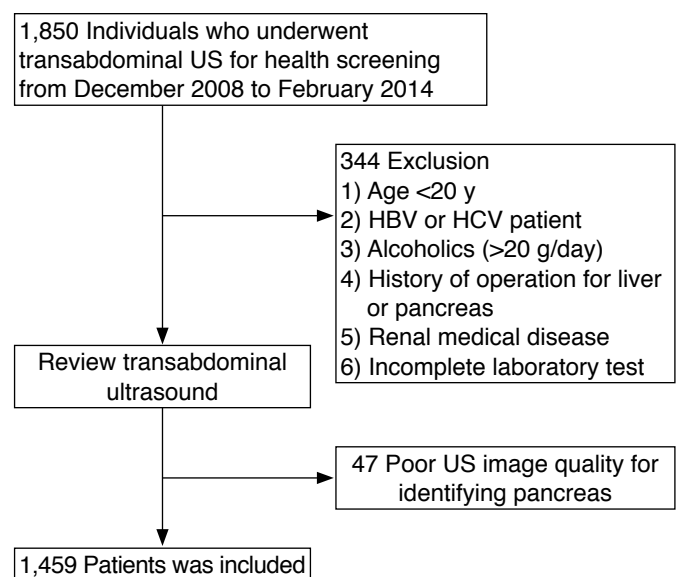 1,850 Individuals who underwent
transabdominal US for health screening
from December 2008 to February 2014
344 Exclusion
1) Age <20 y
2) HBV or HCV patient
3) Alcoholics (>20 g/day)
4) History of operation for liver
or pancreas
5) Renal medical disease
6) Incomplete laboratory test
Review transabdominal
ultrasound
47 Poor US image quality for
identifying pancreas
1,459 Patients was included